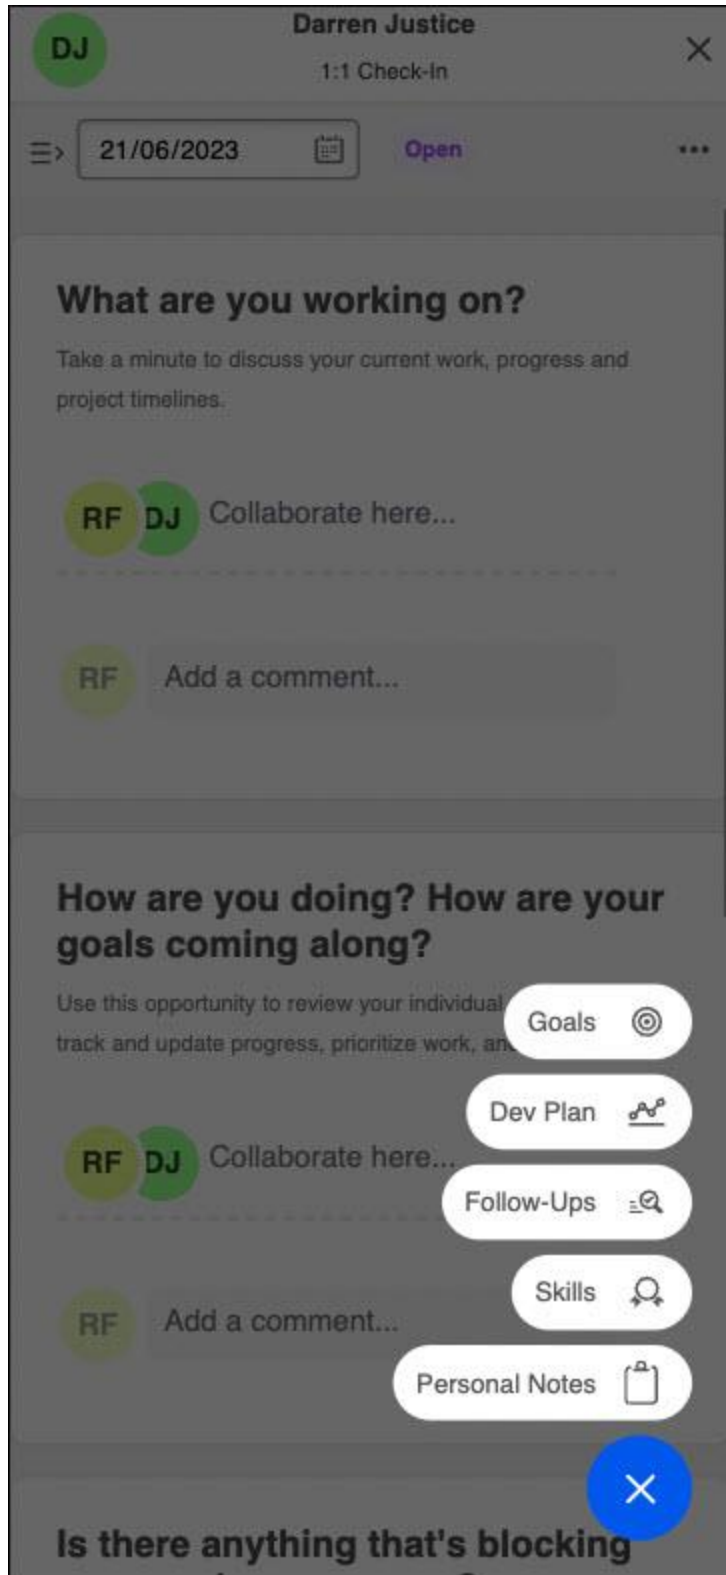 DJ
Darren Justice
1:1 Check-In
21/06/2023
Open
What are you working on?
Take a minute to discuss your current work, progress and
project timelines.
RF DJ Collaborate here...
RF Add a comment...
How are you doing? How are your
goals coming along?
Use this opportunity to review your individual
track and update progress, prioritize work,
Goals
Dev Plan
RF DJ Collaborate here...
Follow-Ups
Skills
RF Add a comment...
Personal Notes
Is there anything that's blocking